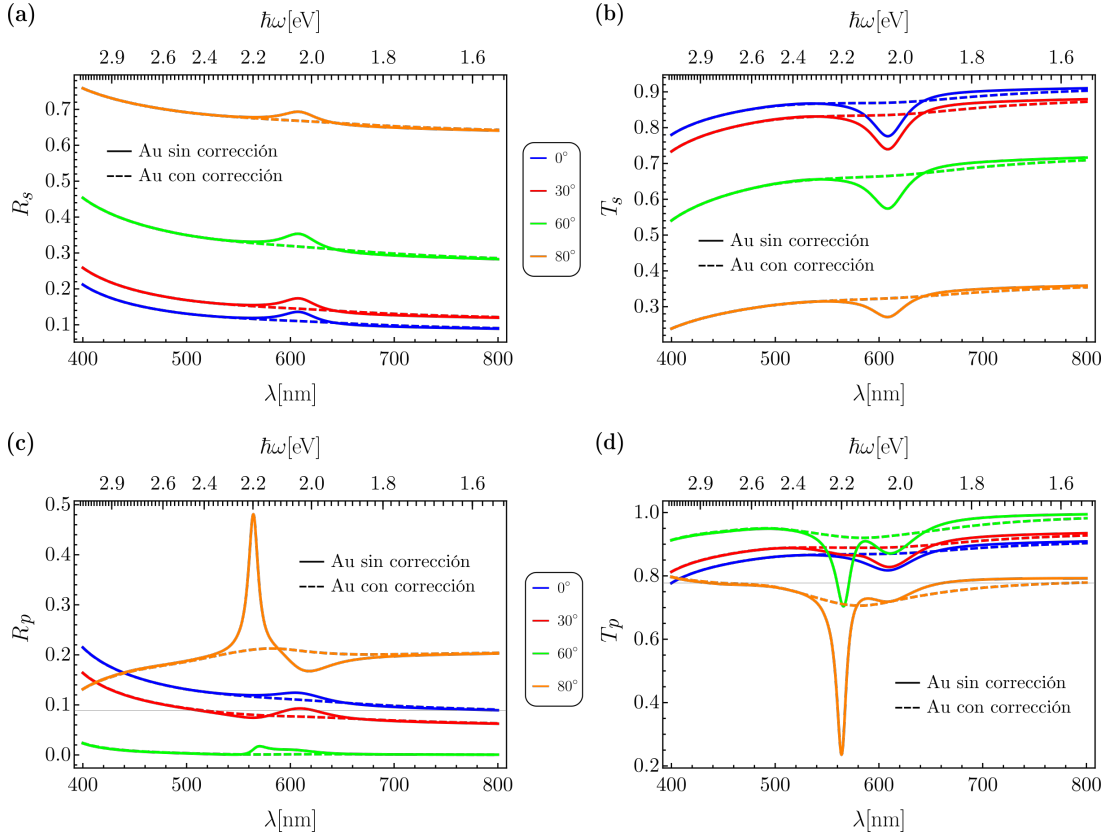 (a)
ħω[eV]
2.9 2.6 2.4 2.2 2.0 1.8 1.6
0.7
0.6
0.5
0.4
0.3
0.2
0.1
R_s
Au sin corrección
Au con corrección
400 500 600 700 800
λ[nm]
0°
30°
60°
80°
(b)
ħω[eV]
2.9 2.6 2.4 2.2 2.0 1.8 1.6
0.9
0.8
0.7
0.6
0.5
0.4
0.3
T_s
Au sin corrección
Au con corrección
400 500 600 700 800
λ[nm]
(c)
ħω[eV]
2.9 2.6 2.4 2.2 2.0 1.8 1.6
0.5
0.4
0.3
0.2
0.1
0.0
R_p
Au sin corrección
Au con corrección
400 500 600 700 800
λ[nm]
0°
30°
60°
80°
(d)
ħω[eV]
2.9 2.6 2.4 2.2 2.0 1.8 1.6
1.0
0.8
0.6
0.4
0.2
T_p
Au sin corrección
Au con corrección
400 500 600 700 800
λ[nm]